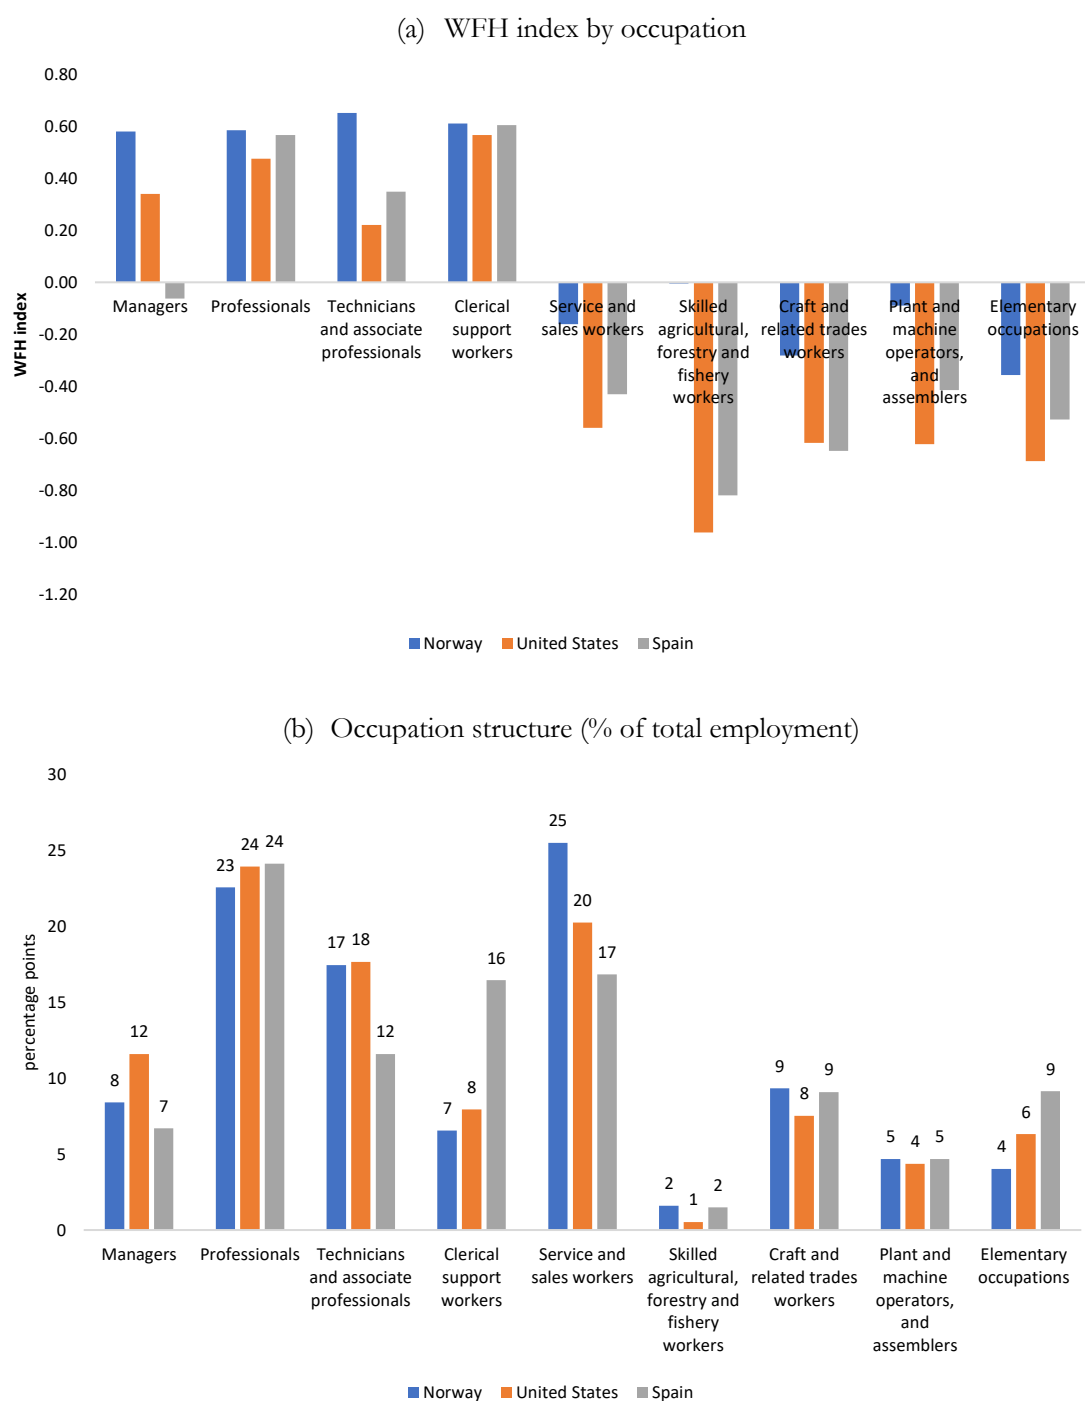 (a) WFH index by occupation
0.80
0.60
0.40
0.20
0.00
-0.20
-0.40
-0.60
-0.80
-1.00
-1.20
WFH index
Managers
Professionals
Technicians
and associate
professionals
Clerical
support
workers
Service and
sales workers
Skilled
agricultural,
forestry and
fishery
workers
Craft and
related trades
workers
Plant and
machine
operators,
and
assemblers
Elementary
occupations
Norway United States Spain
(b) Occupation structure (% of total employment)
30
25
20
15
10
5
0
percentage points
8 12 7
23 24 24
17 18 12
7 8 16
25 20 17
2 1 2
9 8 9
5 4 5
4 6 9
Managers
Professionals
Technicians
and associate
professionals
Clerical
support
workers
Service and
sales workers
Skilled
agricultural,
forestry and
fishery
workers
Craft and
related trades
workers
Plant and
machine
operators,
and
assemblers
Elementary
occupations
Norway United States Spain